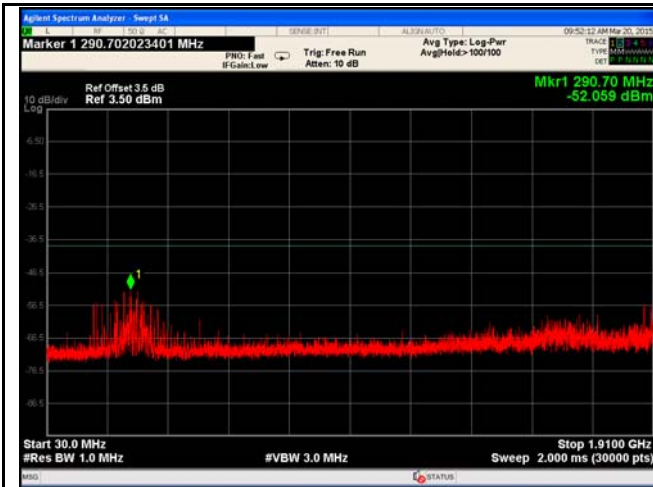 Agilent Spectrum Analyzer - Swept SA
L RF 50 Ω AC SENSE:INT ALIGN AUTO 09:52:12 AM Mar 20, 2015
Marker 1 290.702023401 MHz
PNO: Fast Trig: Free Run Avg Type: Log-Pwr TRACE 1 2 3 4 5
IFGain:Low Atten: 10 dB Avg|Hold:>100/100 TYPE
DET P P N N N
Mkr1 290.70 MHz
Ref Offset 3.5 dB
10 dB/div Ref 3.50 dBm -52.059 dBm
Log
-6.50
-16.5
-26.5
-36.5
-46.5
1
-56.5
-66.5
-76.5
-86.5
Start 30.0 MHz Stop 1.9100 GHz
#Res BW 1.0 MHz #VBW 3.0 MHz Sweep 2.000 ms (30000 pts)
MSG STATUS